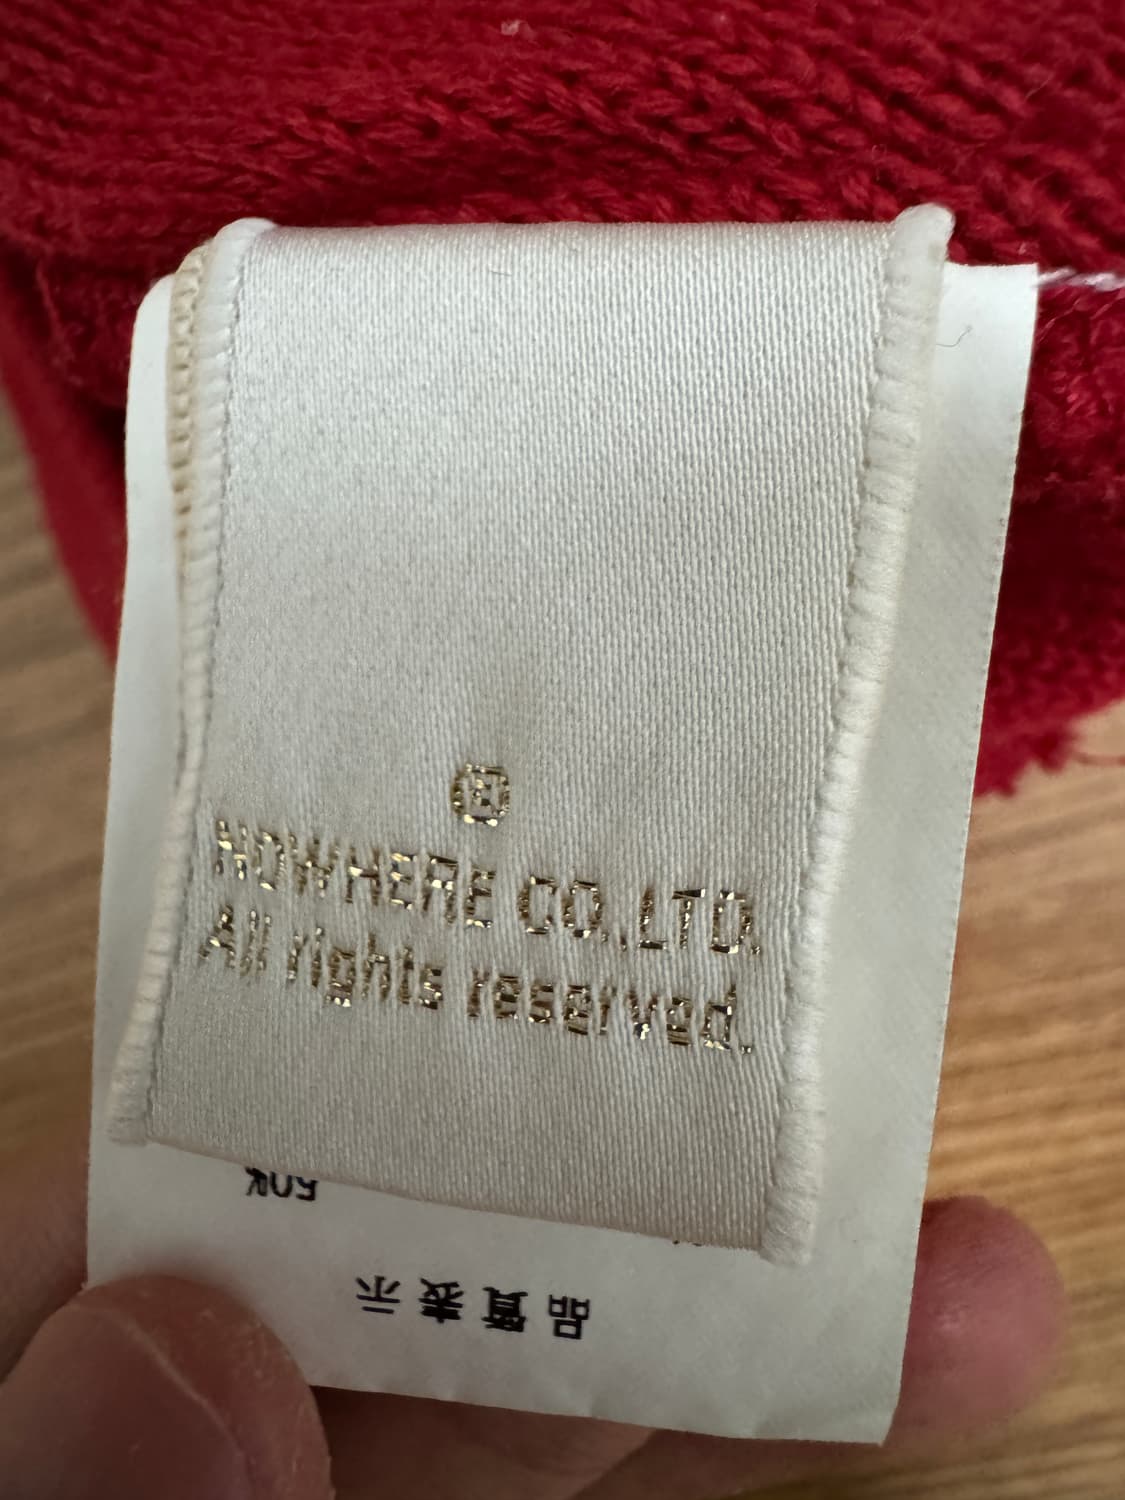 NOWHERE CO.,LTD.
All rights reserved.
品質表示